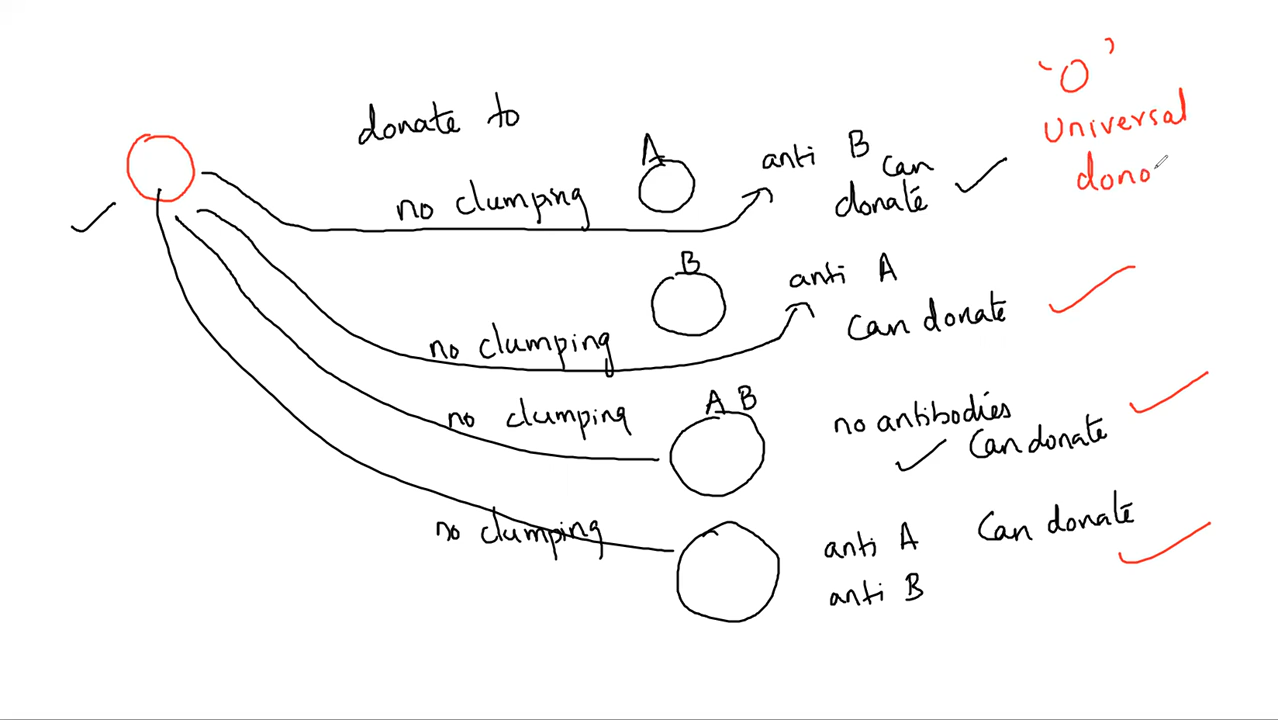 donate to
'O'
Universal
dono
A
anti B can
donate
no clumping
B
anti A
can donate
no clumping
A B
no antibodies
Can donate
no clumping
Can donate
anti A
anti B
no clumping